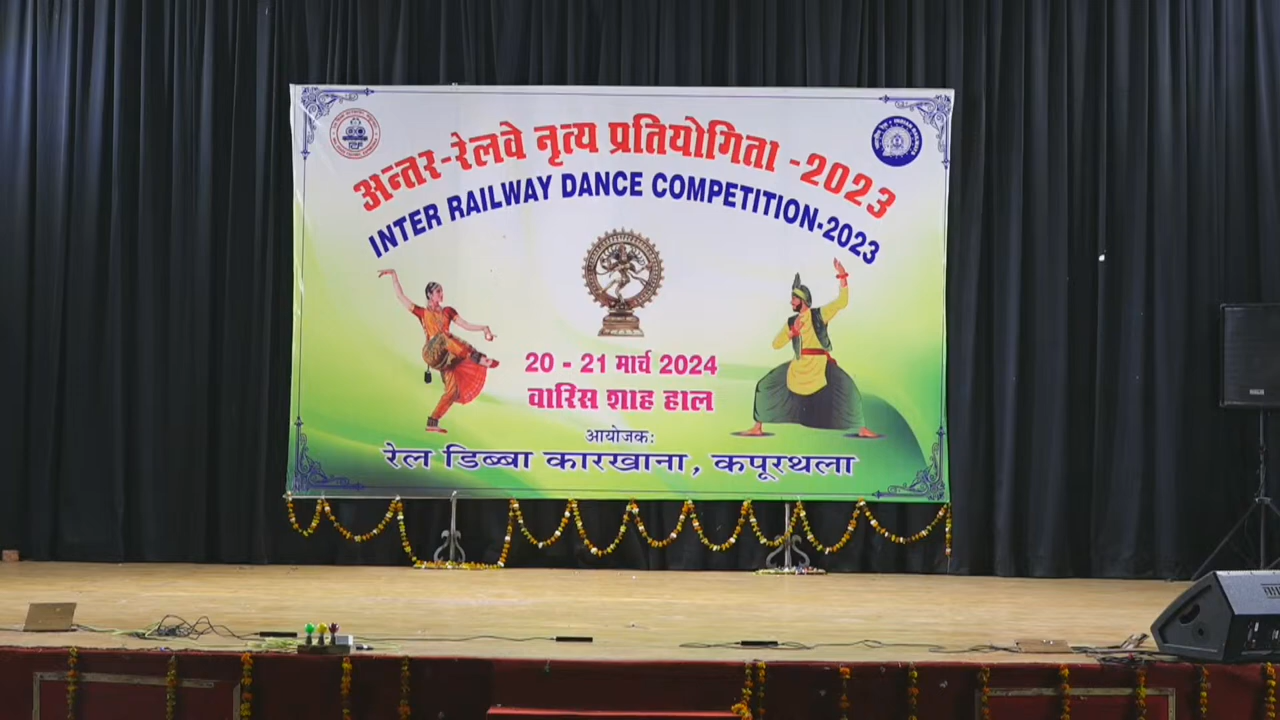 अन्तर-रेलवे नृत्य प्रतियोगिता -2023
INTER RAILWAY DANCE COMPETITION-2023
20 - 21 मार्च 2024
वारिस शाह हाल
आयोजकः
रेल डिब्बा कारखाना, कपूरथला